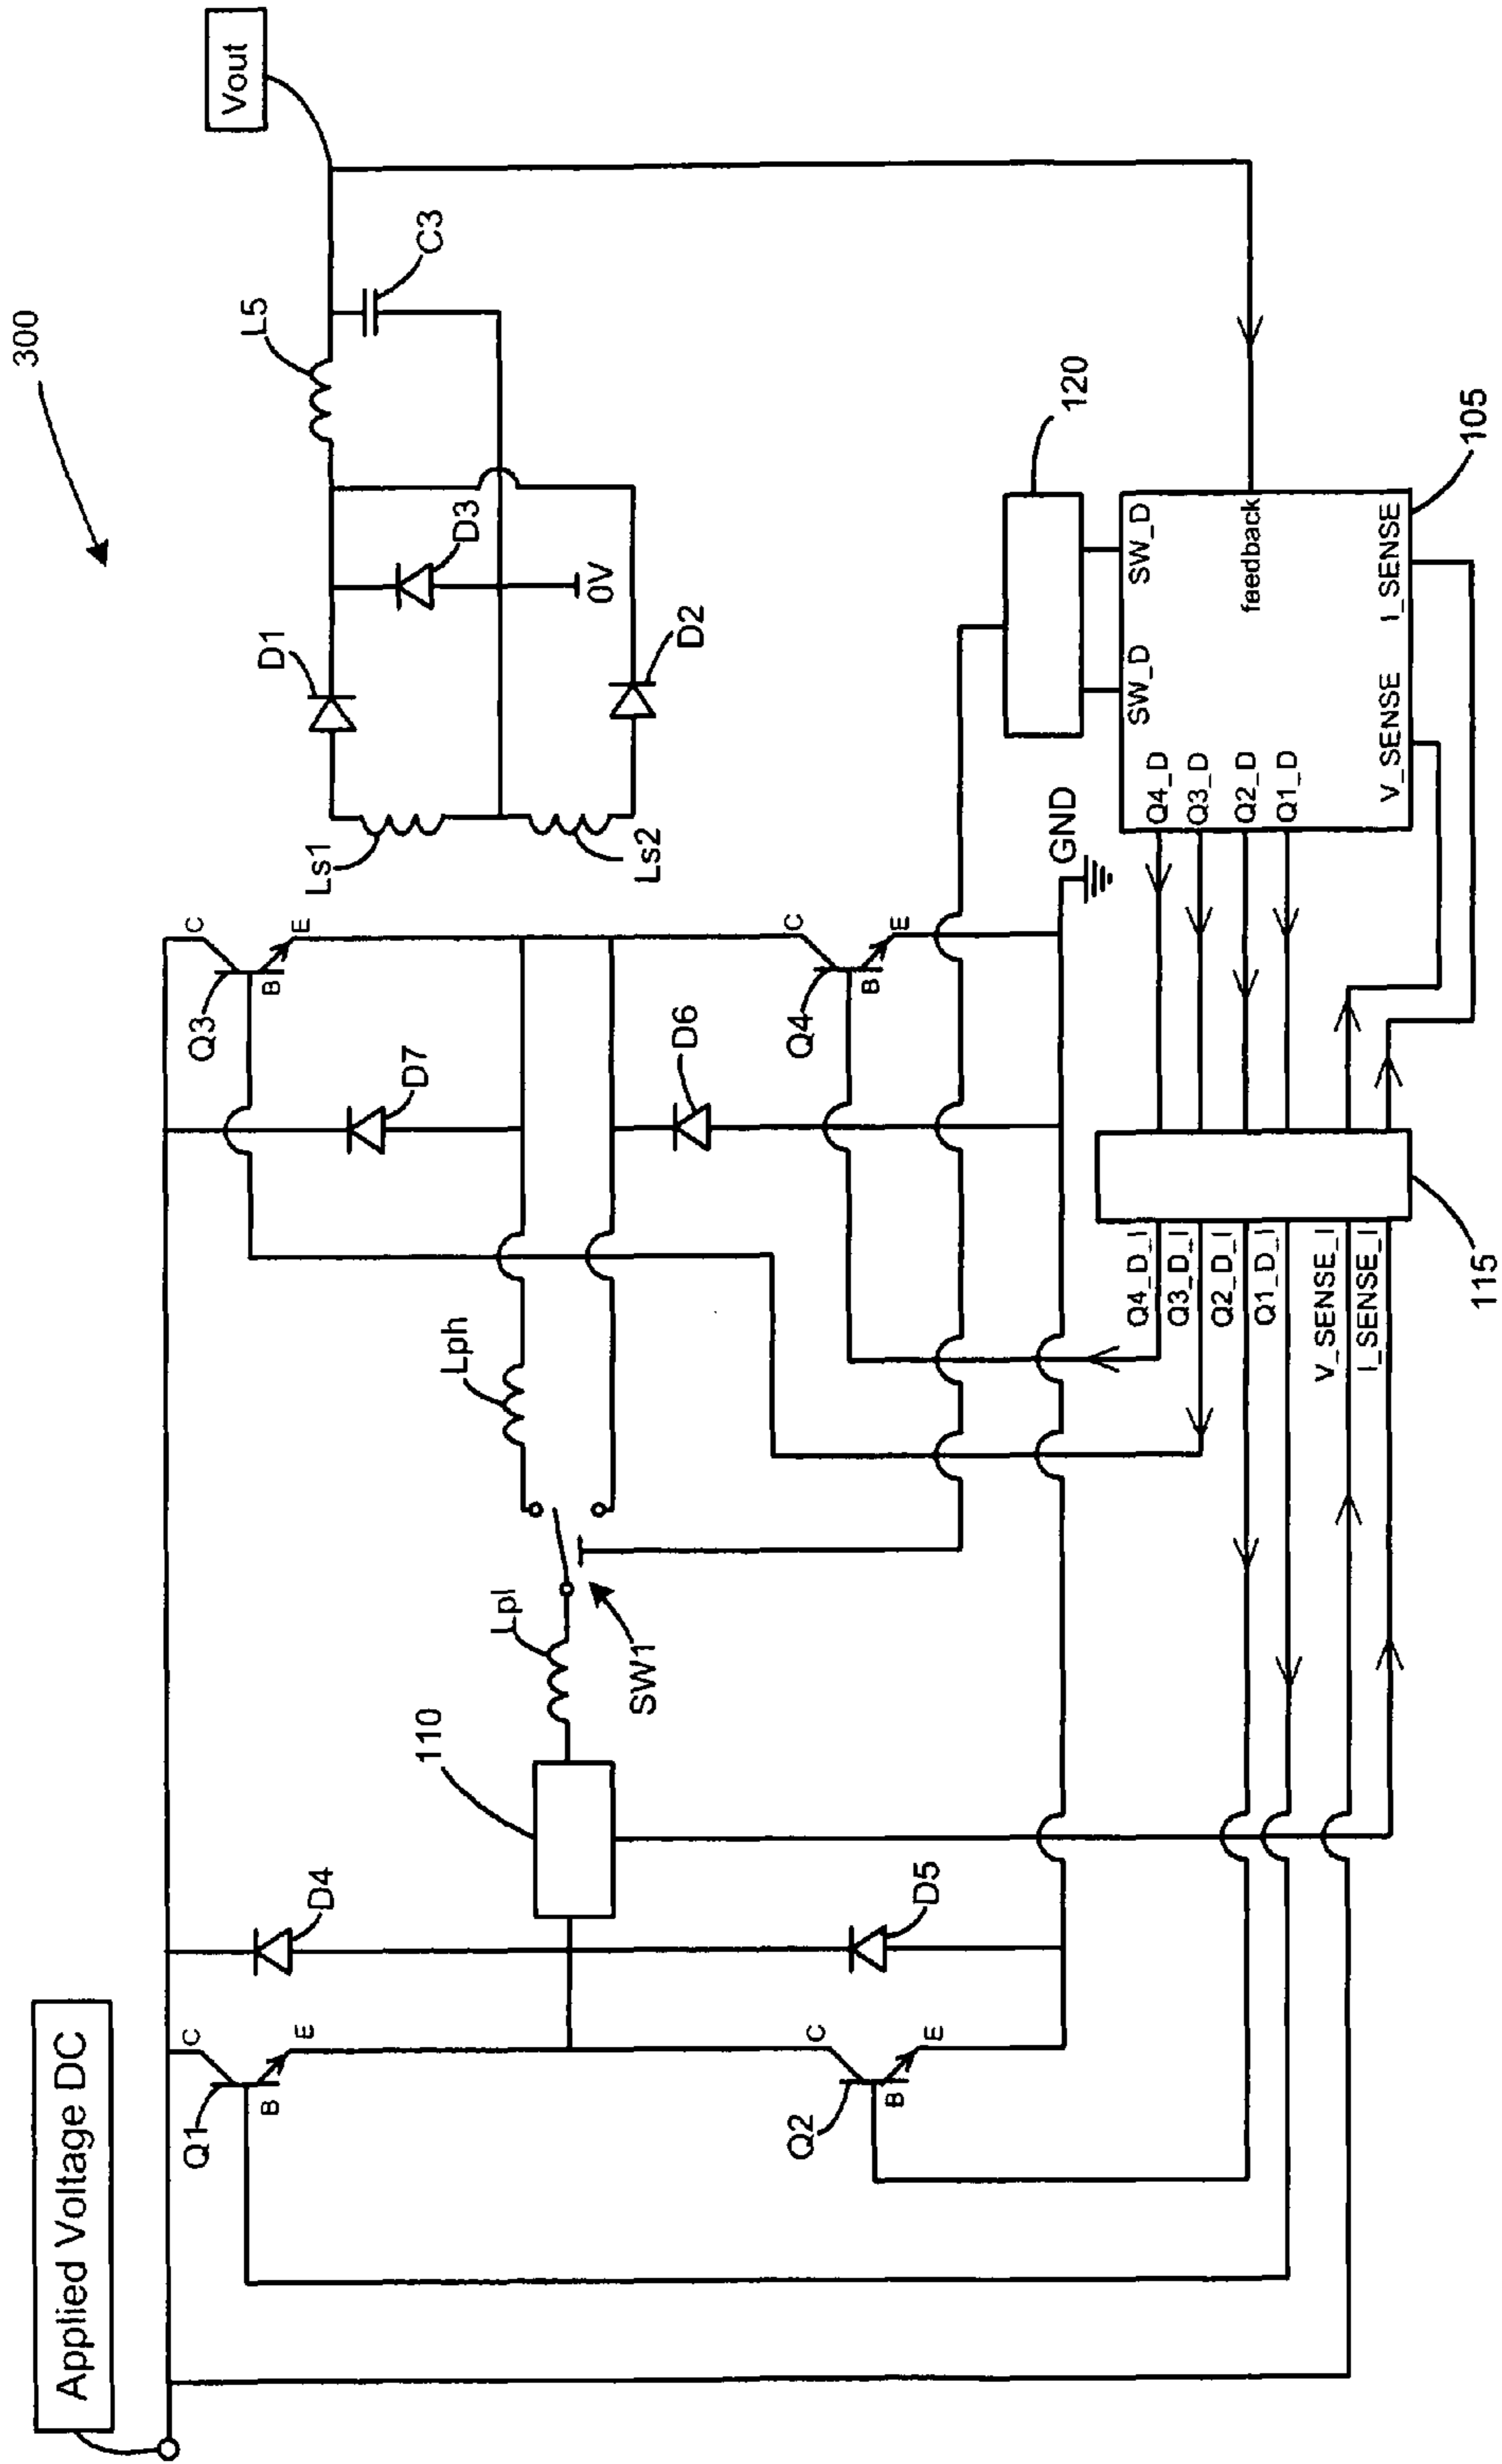 300
Applied Voltage DC
Vout
Q1
C
B
E
D4
110
Lpl
SW1
Lph
D7
Q3
C
B
E
Ls1
Ls2
D1
D3
0V
D2
L5
C3
Q2
C
B
E
D5
D6
Q4
C
B
E
GND
120
SW_D
SW_D
Q4_D
Q3_D
Q2_D
Q1_D
feedback
V_SENSE
I_SENSE
105
Q4_D_I
Q3_D_I
Q2_D_I
Q1_D_I
V_SENSE_I
I_SENSE_I
115